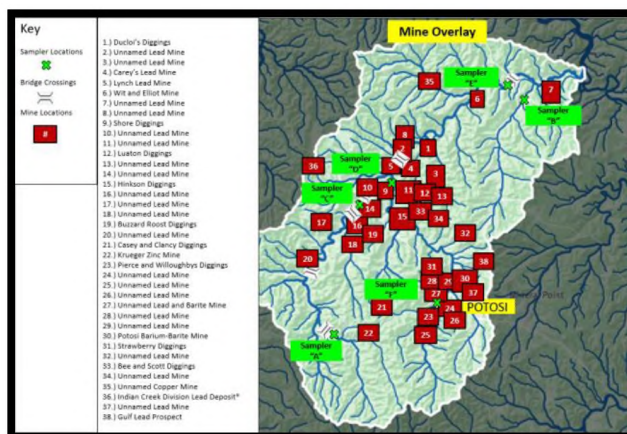 Key
Sampler Locations
Bridge Crossings
Mine Locations
#
1.) Ducloi's Diggings
2.) Unnamed Lead Mine
3.) Unnamed Lead Mine
4.) Carey's Lead Mine
5.) Lynch Lead Mine
6.) Wit and Elliot Mine
7.) Unnamed Lead Mine
8.) Unnamed Lead Mine
9.) Shore Diggings
10.) Unnamed Lead Mine
11.) Unnamed Lead Mine
12.) Luaton Diggings
13.) Unnamed Lead Mine
14.) Unnamed Lead Mine
15.) Hinkson Diggings
16.) Unnamed Lead Mine
17.) Unnamed Lead Mine
18.) Unnamed Lead Mine
19.) Buzzard Roost Diggings
20.) Unnamed Lead Mine
21.) Casey and Clancy Diggings
22.) Krueger Zinc Mine
23.) Pierce and Willoughbys Diggings
24.) Unnamed Lead Mine
25.) Unnamed Lead Mine
26.) Unnamed Lead Mine
27.) Unnamed Lead and Barite Mine
28.) Unnamed Lead Mine
29.) Unnamed Lead Mine
30.) Potosi Barium-Barite Mine
31.) Strawberry Diggings
32.) Unnamed Lead Mine
33.) Bee and Scott Diggings
34.) Unnamed Lead Mine
35.) Unnamed Copper Mine
36.) Indian Creek Division Lead Deposit*
37.) Unnamed Lead Mine
38.) Gulf Lead Prospect
Mine Overlay
35
Sampler
"E"
6
7
Sampler
"B"
8
2
1
36
Sampler
"D"
5
4
3
10
9
11
12
13
Sampler
"C"
14
15
33
34
17
16
19
18
32
20
31
38
28
29
30
Sampler
"F"
27
37
21
24
POTOSI
23
26
22
25
Sampler
"A"